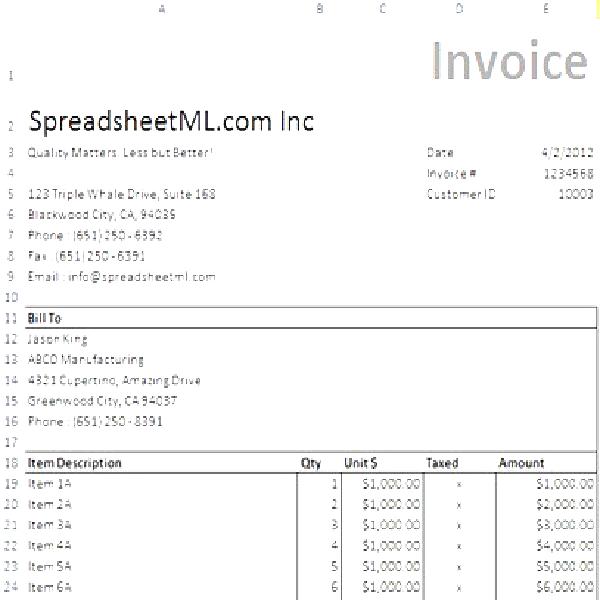 A B C D E
1 Invoice
2 SpreadsheetML.com Inc
3 Quality Matters. Less but Better! Date 4/2/2012
4 Invoice # 1234568
5 123 Triple Whale Drive, Suite 168 Customer ID 10003
6 Blackwood City, CA, 94035
7 Phone : (651) 250-6392
8 Fax : (651) 250-6391
9 Email : info@spreadsheetml.com
10
11 Bill To
12 Jason King
13 ABCD Manufacturing
14 4321 Cupertino, Amazing Drive
15 Greenwood City, CA 94037
16 Phone : (651) 250-8391
17
18 Item Description Qty Unit $ Taxed Amount
19 Item 1A 1 $1,000.00 x $1,000.00
20 Item 2A 2 $1,000.00 x $2,000.00
21 Item 3A 3 $1,000.00 x $3,000.00
22 Item 4A 4 $1,000.00 x $4,000.00
23 Item 5A 5 $1,000.00 x $5,000.00
24 Item 6A 6 $1,000.00 x $6,000.00